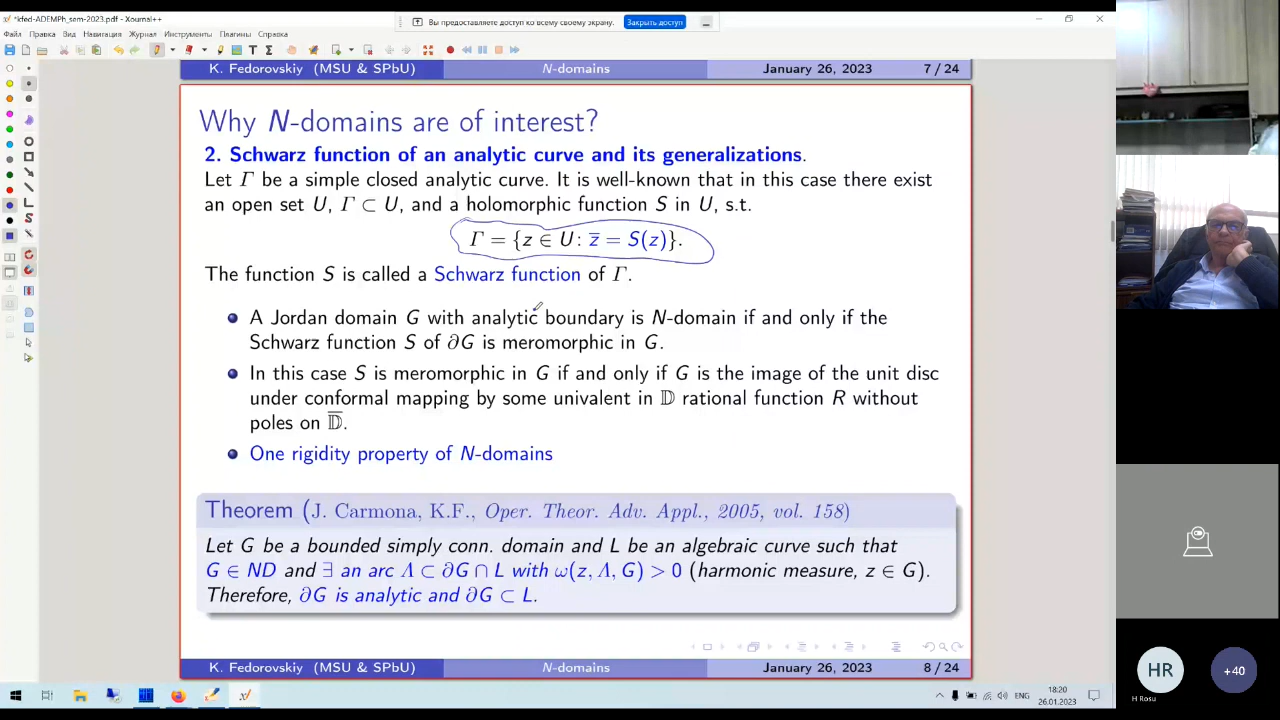 *kfed-ADEMPh_sem-2023.pdf - Xournal++
Вы предоставляете доступ ко всему своему экрану. Закрыть доступ
Файл Правка Вид Навигация Журнал Инструменты Плагины Справка
K. Fedorovskiy (MSU & SPbU) N-domains January 26, 2023 7 / 24
Why N-domains are of interest?
2. Schwarz function of an analytic curve and its generalizations.
Let Γ be a simple closed analytic curve. It is well-known that in this case there exist
an open set U, Γ ⊂ U, and a holomorphic function S in U, s.t.
Γ = {z ∈ U: z̅ = S(z)}.
The function S is called a Schwarz function of Γ.
A Jordan domain G with analytic boundary is N-domain if and only if the
Schwarz function S of ∂G is meromorphic in G.
In this case S is meromorphic in G if and only if G is the image of the unit disc
under conformal mapping by some univalent in 𝔻 rational function R without
poles on 𝔻̅.
One rigidity property of N-domains
Theorem (J. Carmona, K.F., Oper. Theor. Adv. Appl., 2005, vol. 158)
Let G be a bounded simply conn. domain and L be an algebraic curve such that
G ∈ ND and ∃ an arc Λ ⊂ ∂G ∩ L with ω(z, Λ, G) > 0 (harmonic measure, z ∈ G).
Therefore, ∂G is analytic and ∂G ⊂ L.
K. Fedorovskiy (MSU & SPbU) N-domains January 26, 2023 8 / 24
HR
H Rosu
+40
ENG
18:20
26.01.2023